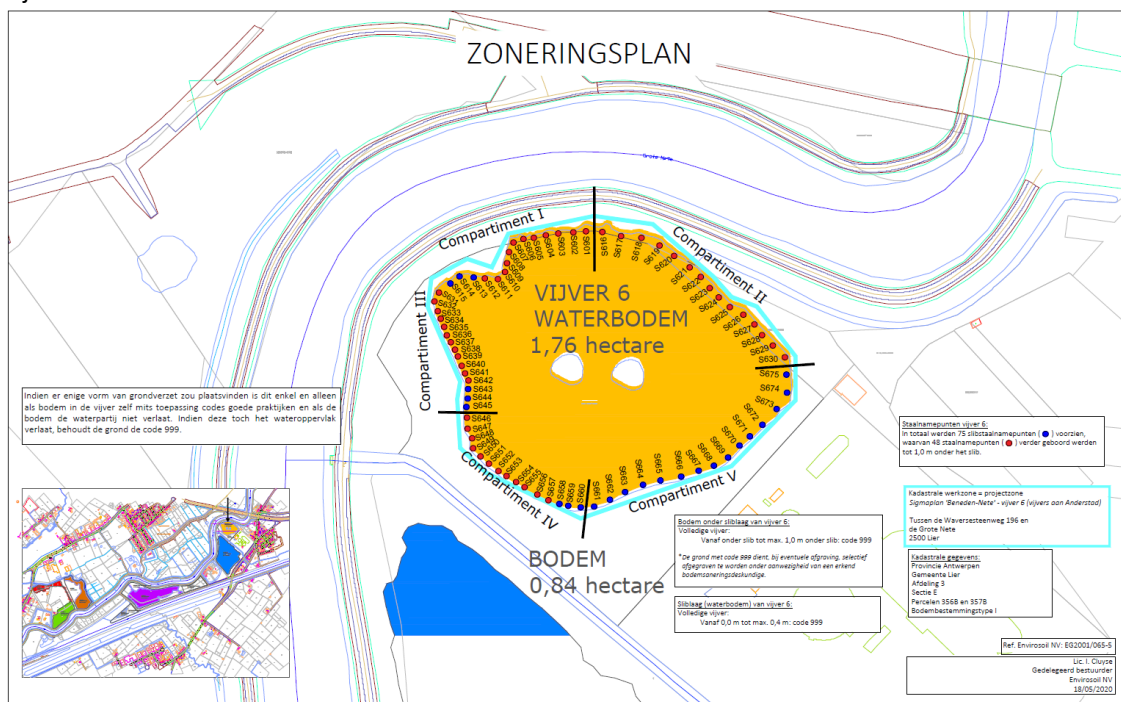 ZONERINGSPLAN
Grote Nete
Compartiment I
Compartiment II
Compartiment III
Compartiment IV
Compartiment V
S615
S614
S613
S612
S611
S610
S609
S608
S607
S606
S605
S604
S603
S602
S601
S616
S617
S618
S619
S620
S621
S622
S623
S624
S625
S626
S627
S628
S629
S630
S675
S674
S673
S672
S671
S670
S669
S668
S667
S666
S665
S664
S663
S662
S661
S660
S659
S658
S657
S656
S655
S654
S653
S652
S651
S650
S649
S648
S647
S646
S645
S644
S643
S642
S641
S640
S639
S638
S637
S636
S635
S634
S633
VIJVER 6
WATERBODEM
1,76 hectare
BODEM
0,84 hectare
Indien er enige vorm van grondverzet zou plaatsvinden is dit enkel en alleen
als bodem in de vijver zelf mits toepassing codes goede praktijken en als de
bodem de waterpartij niet verlaat. Indien deze toch het wateroppervlak
verlaat, behoudt de grond de code 999.
Staalnamepunten vijver 6:
In totaal werden 75 slibstaalnamepunten ( ) voorzien,
waarvan 48 staalnamepunten ( ) verder geboord werden
tot 1,0 m onder het slib.
Kadastrale werkzone = projectzone
Sigmaplan 'Beneden-Nete' - vijver 6 (vijvers aan Anderstad)
Tussen de Waversesteenweg 196 en
de Grote Nete
2500 Lier
Bodem onder sliblaag van vijver 6:
Volledige vijver:
Vanaf onder slib tot max. 1,0 m onder slib: code 999
*De grond met code 999 dient, bij eventuele afgraving, selectief
afgegraven te worden onder aanwezigheid van een erkend
bodemsaneringsdeskundige.
Kadastrale gegevens:
Provincie Antwerpen
Gemeente Lier
Afdeling 3
Sectie E
Percelen 356B en 357B
Bodembestemmingstype I
Sliblaag (waterbodem) van vijver 6:
Volledige vijver:
Vanaf 0,0 m tot max. 0,4 m: code 999
Ref. Envirosoil NV: EG2001/065-5
Lic. I. Cluyse
Gedelegeerd bestuurder
Envirosoil NV
18/05/2020